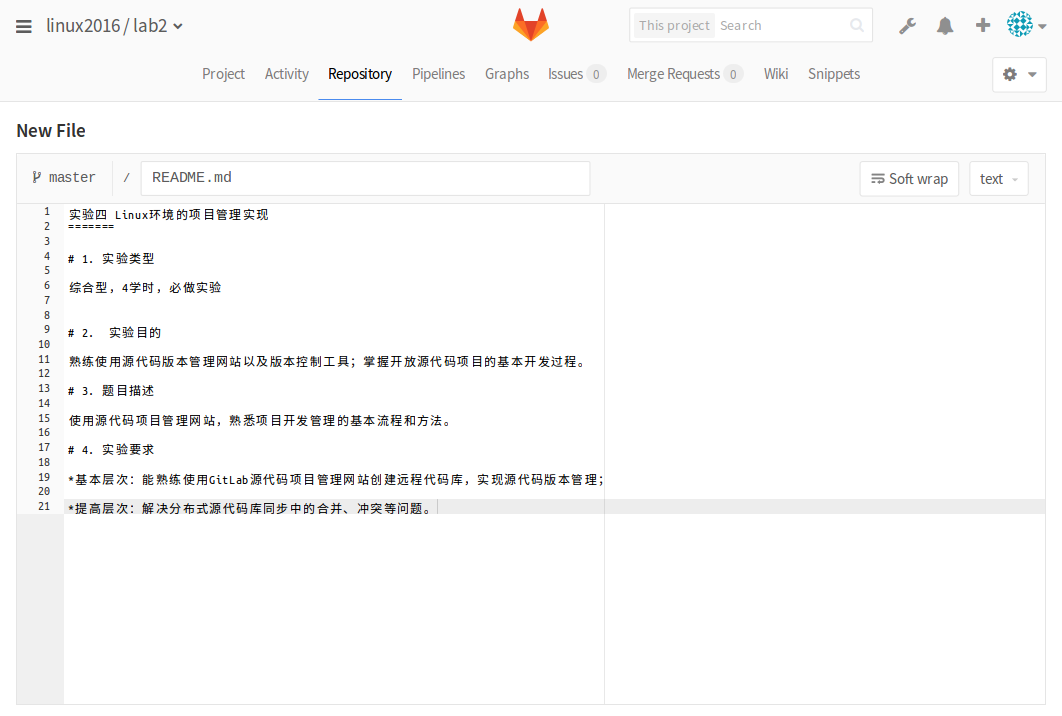 linux2016 / lab2
This project Search
Project Activity Repository Pipelines Graphs Issues 0 Merge Requests 0 Wiki Snippets
New File
master / README.md Soft wrap text
1 实验四 Linux环境的项目管理实现
2 =======
3
4 # 1. 实验类型
5
6 综合型，4学时，必做实验
7
8
9 # 2.  实验目的
10
11 熟练使用源代码版本管理网站以及版本控制工具；掌握开放源代码项目的基本开发过程。
12
13 # 3. 题目描述
14
15 使用源代码项目管理网站，熟悉项目开发管理的基本流程和方法。
16
17 # 4. 实验要求
18
19 *基本层次：能熟练使用GitLab源代码项目管理网站创建远程代码库，实现源代码版本管理；
20
21 *提高层次：解决分布式源代码库同步中的合并、冲突等问题。